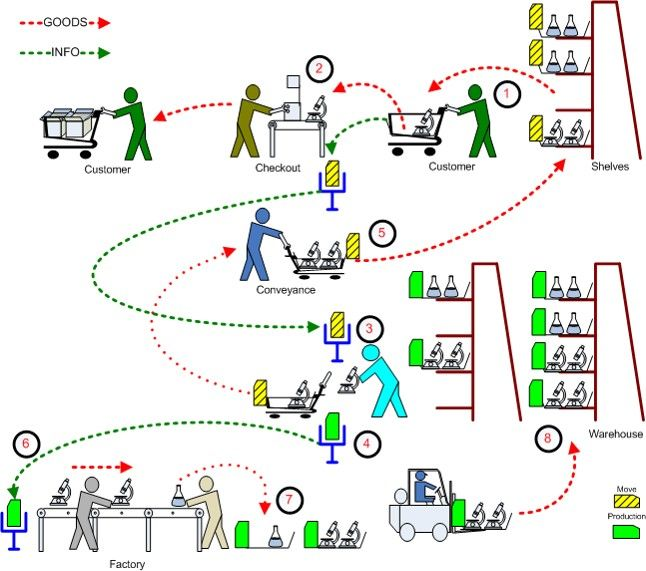 GOODS
INFO
1
2
Customer
Checkout
Customer
Shelves
5
Conveyance
3
4
Warehouse
6
7
8
Move
Production
Factory